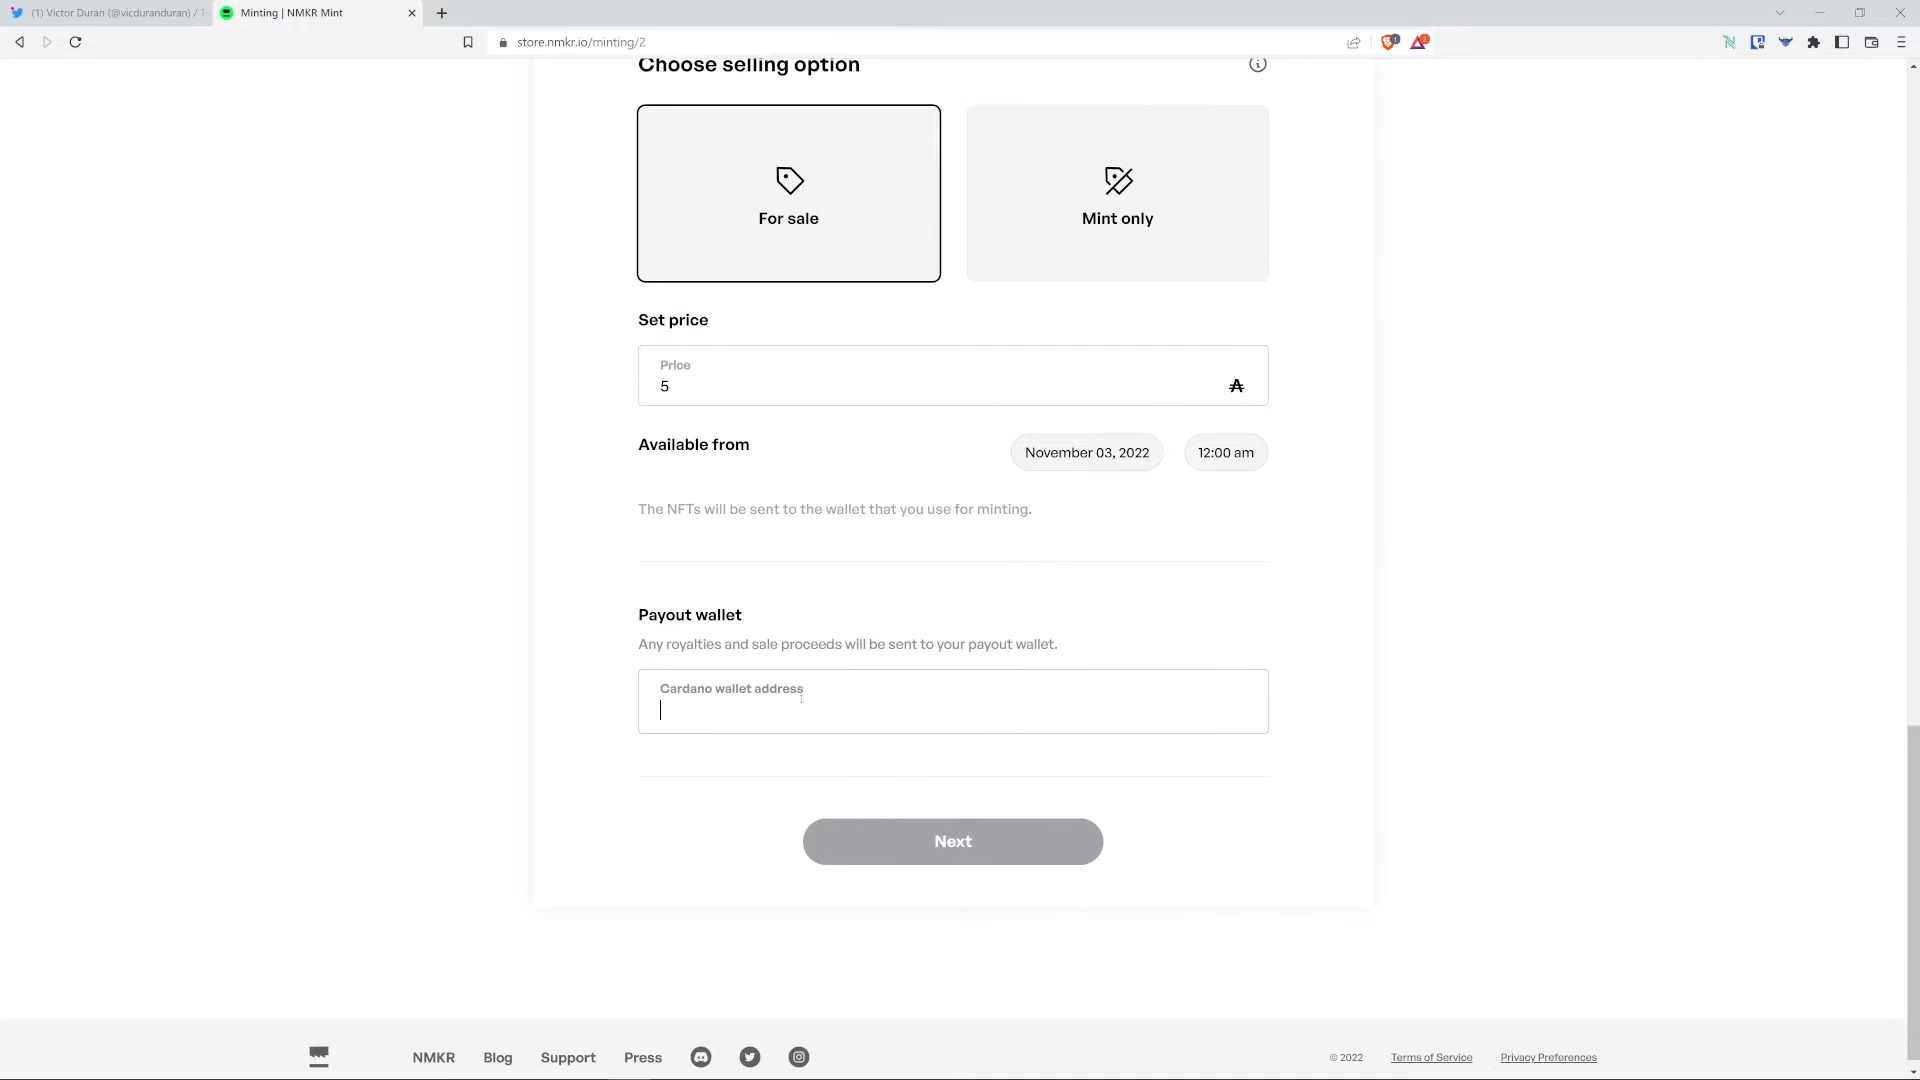 (1) Victor Duran (@vicduranduran) / T
Minting | NMKR Mint
store.nmkr.io/minting/2
1
2
Choose selling option
For sale
Mint only
Set price
Price
5
₳
Available from
November 03, 2022
12:00 am
The NFTs will be sent to the wallet that you use for minting.
Payout wallet
Any royalties and sale proceeds will be sent to your payout wallet.
Cardano wallet address
Next
NMKR
Blog
Support
Press
© 2022
Terms of Service
Privacy Preferences